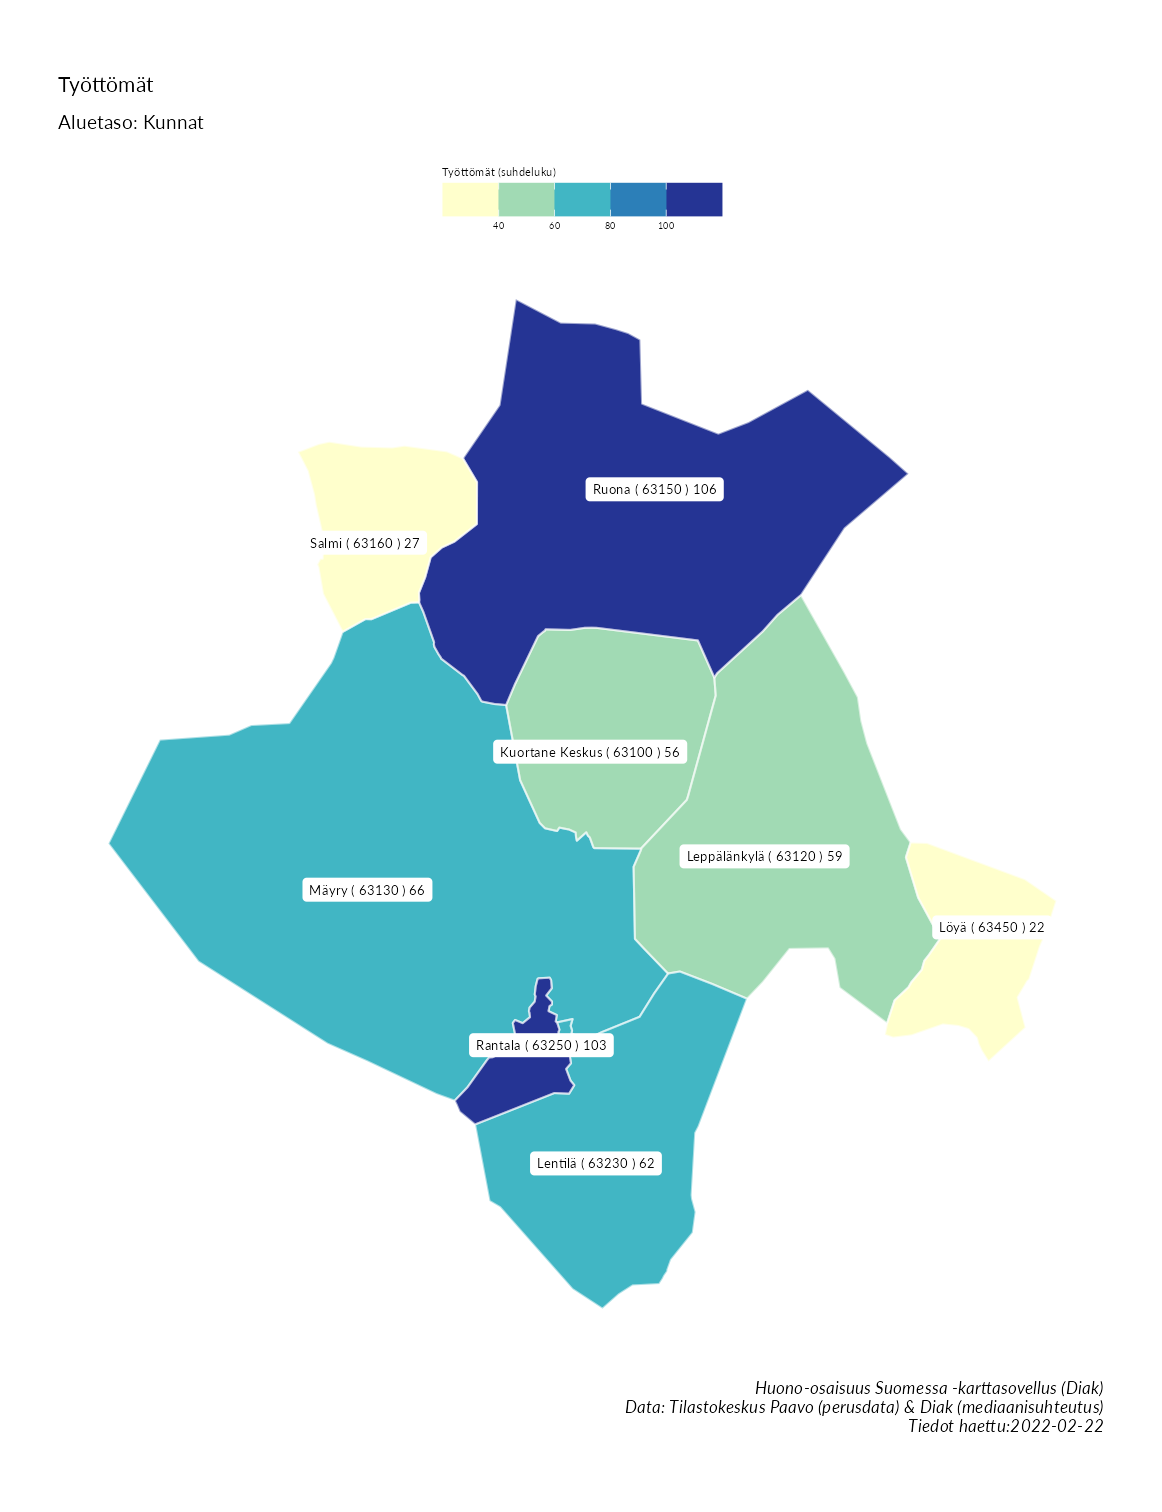 Työttömät
Aluetaso: Kunnat
Työttömät (suhdeluku)
40 60 80 100
Ruona ( 63150 ) 106
Salmi ( 63160 ) 27
Kuortane Keskus ( 63100 ) 56
Leppälänkylä ( 63120 ) 59
Mäyry ( 63130 ) 66
Löyä ( 63450 ) 22
Rantala ( 63250 ) 103
Lentilä ( 63230 ) 62
Huono-osaisuus Suomessa -karttasovellus (Diak)
Data: Tilastokeskus Paavo (perusdata) & Diak (mediaanisuhteutus)
Tiedot haettu:2022-02-22